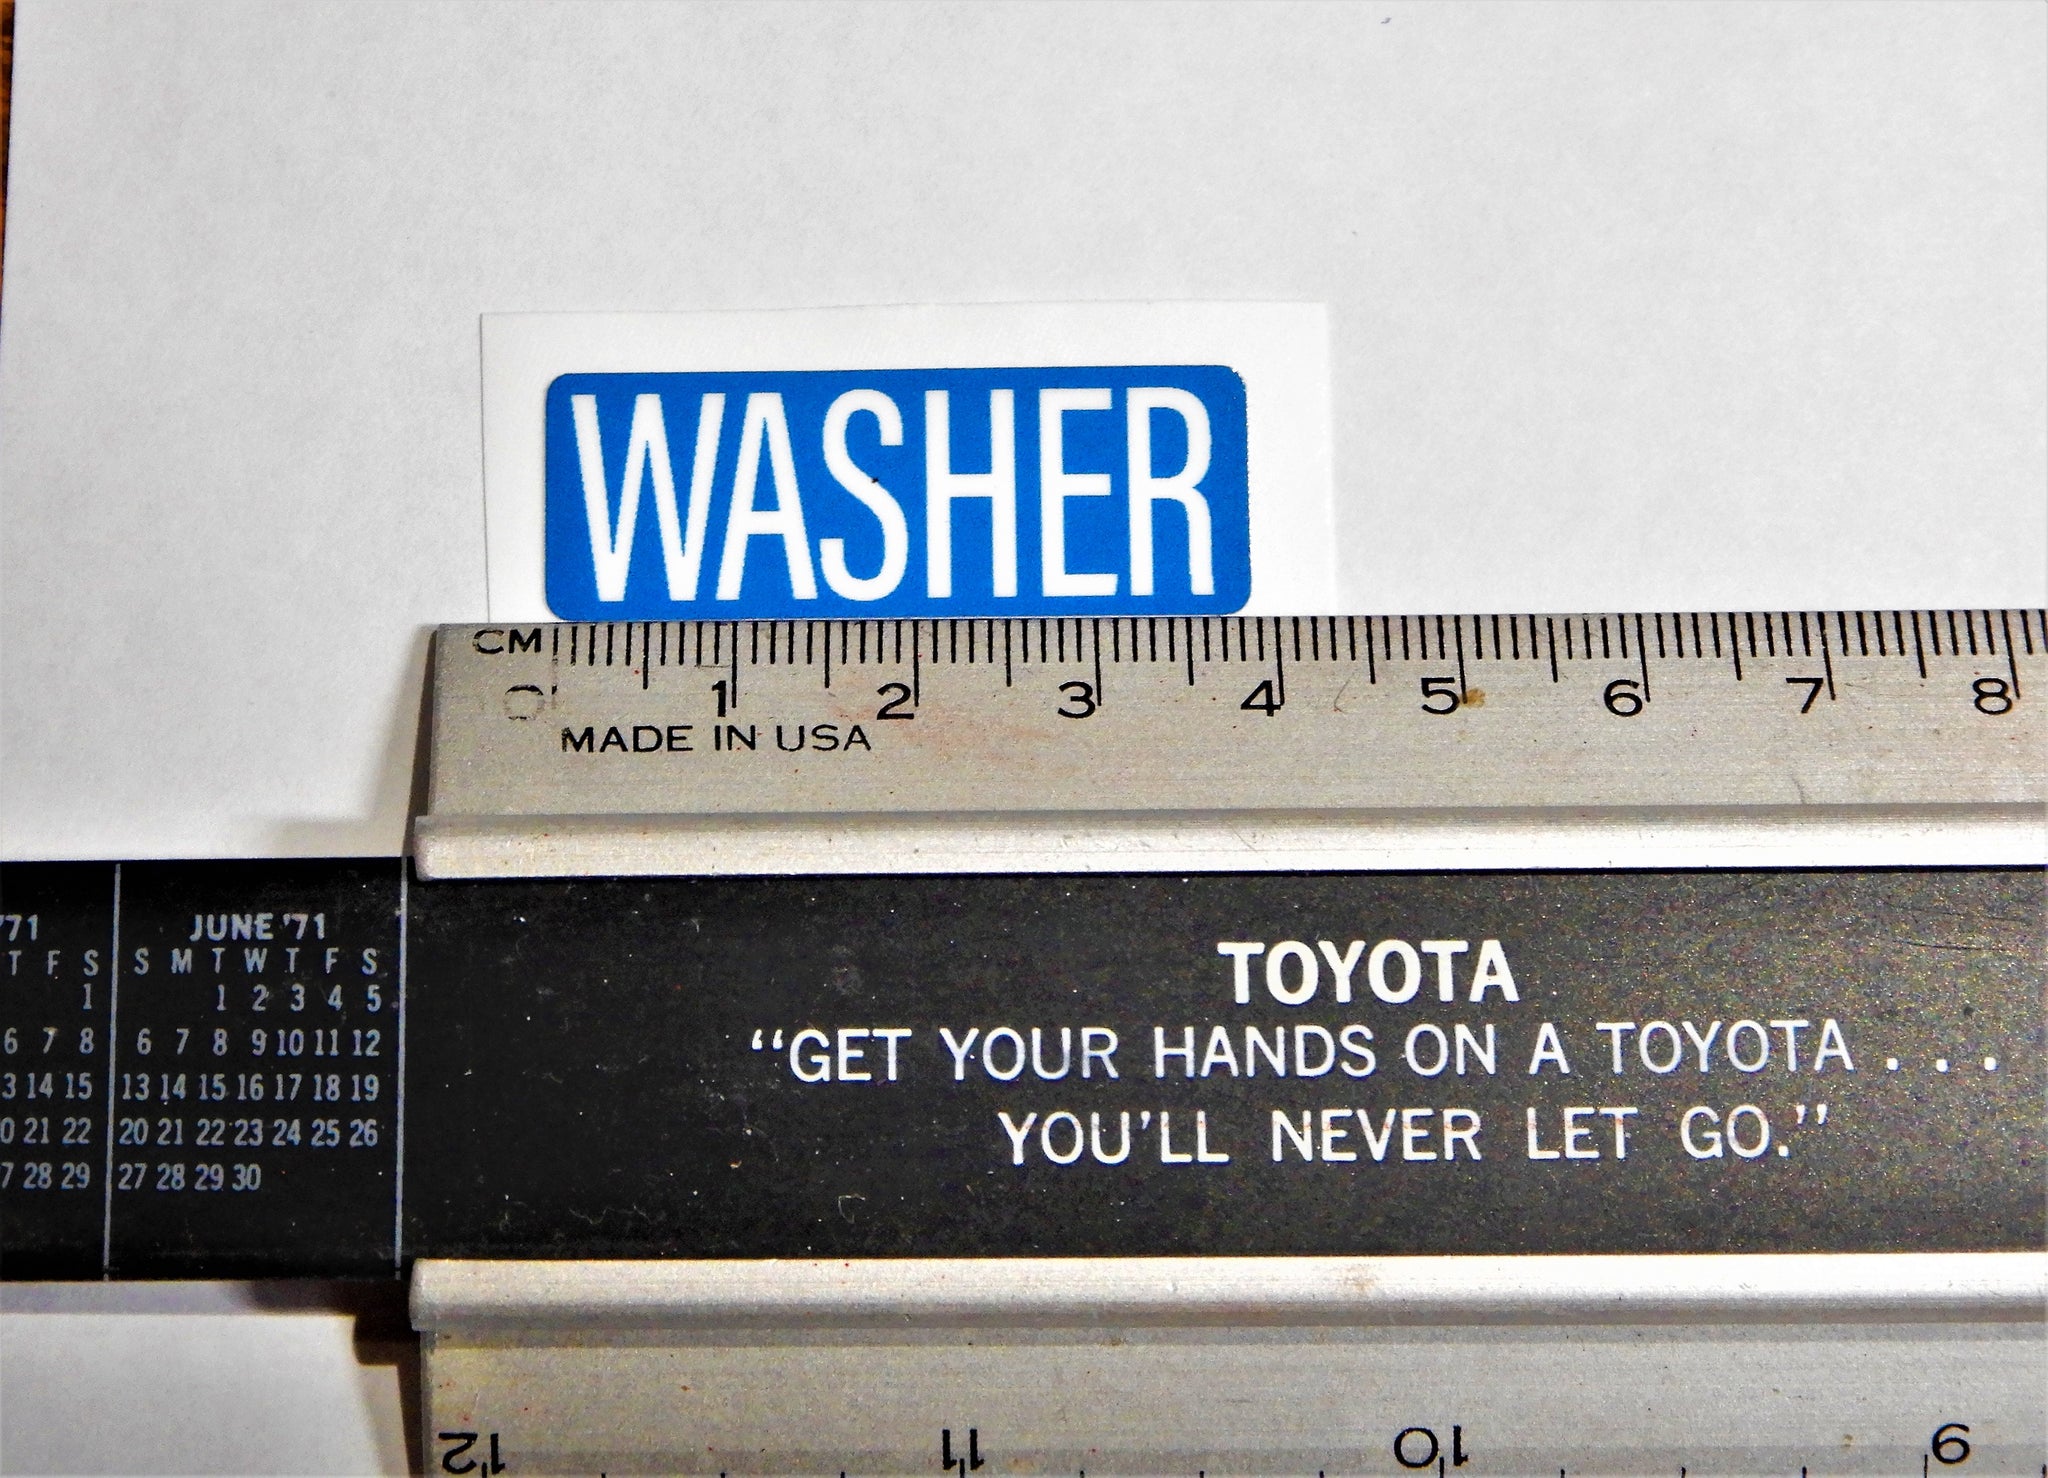 WASHER
CM
0 1 2 3 4 5 6 7 8
MADE IN USA
'71
T F S
1
6 7 8
3 14 15
0 21 22
7 28 29
JUNE '71
S M T W T F S
1 2 3 4 5
6 7 8 9 10 11 12
13 14 15 16 17 18 19
20 21 22 23 24 25 26
27 28 29 30
TOYOTA
“GET YOUR HANDS ON A TOYOTA . . .
YOU'LL NEVER LET GO.”
12 11 10 9